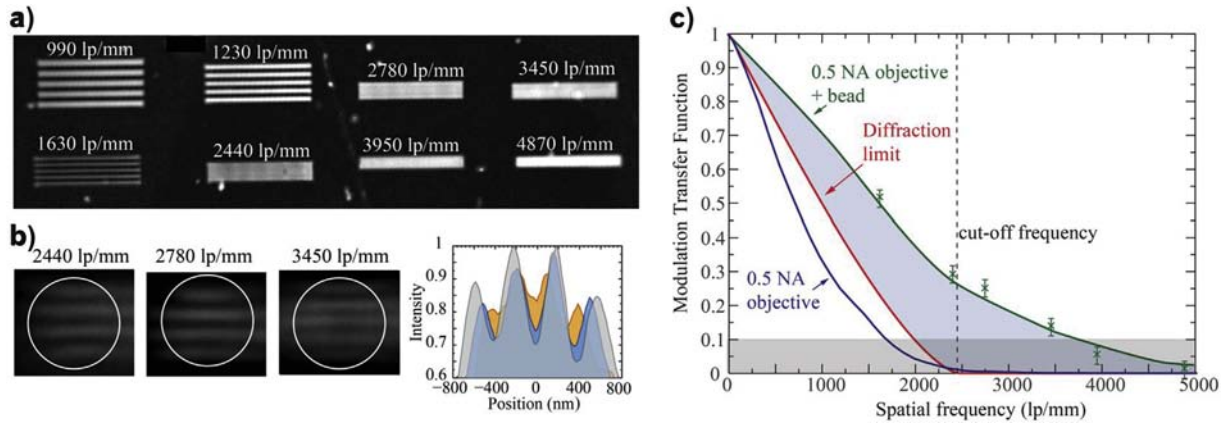 a)
990 lp/mm
1230 lp/mm
2780 lp/mm
3450 lp/mm
1630 lp/mm
2440 lp/mm
3950 lp/mm
4870 lp/mm
b)
2440 lp/mm
2780 lp/mm
3450 lp/mm
Intensity
1
0.9
0.8
0.7
0.6
−800
−400
0
400
800
Position (nm)
c)
Modulation Transfer Function
1
0.9
0.8
0.7
0.6
0.5
0.4
0.3
0.2
0.1
0
0.5 NA objective
+ bead
Diffraction
limit
cut-off frequency
0.5 NA
objective
0
1000
2000
3000
4000
5000
Spatial frequency (lp/mm)